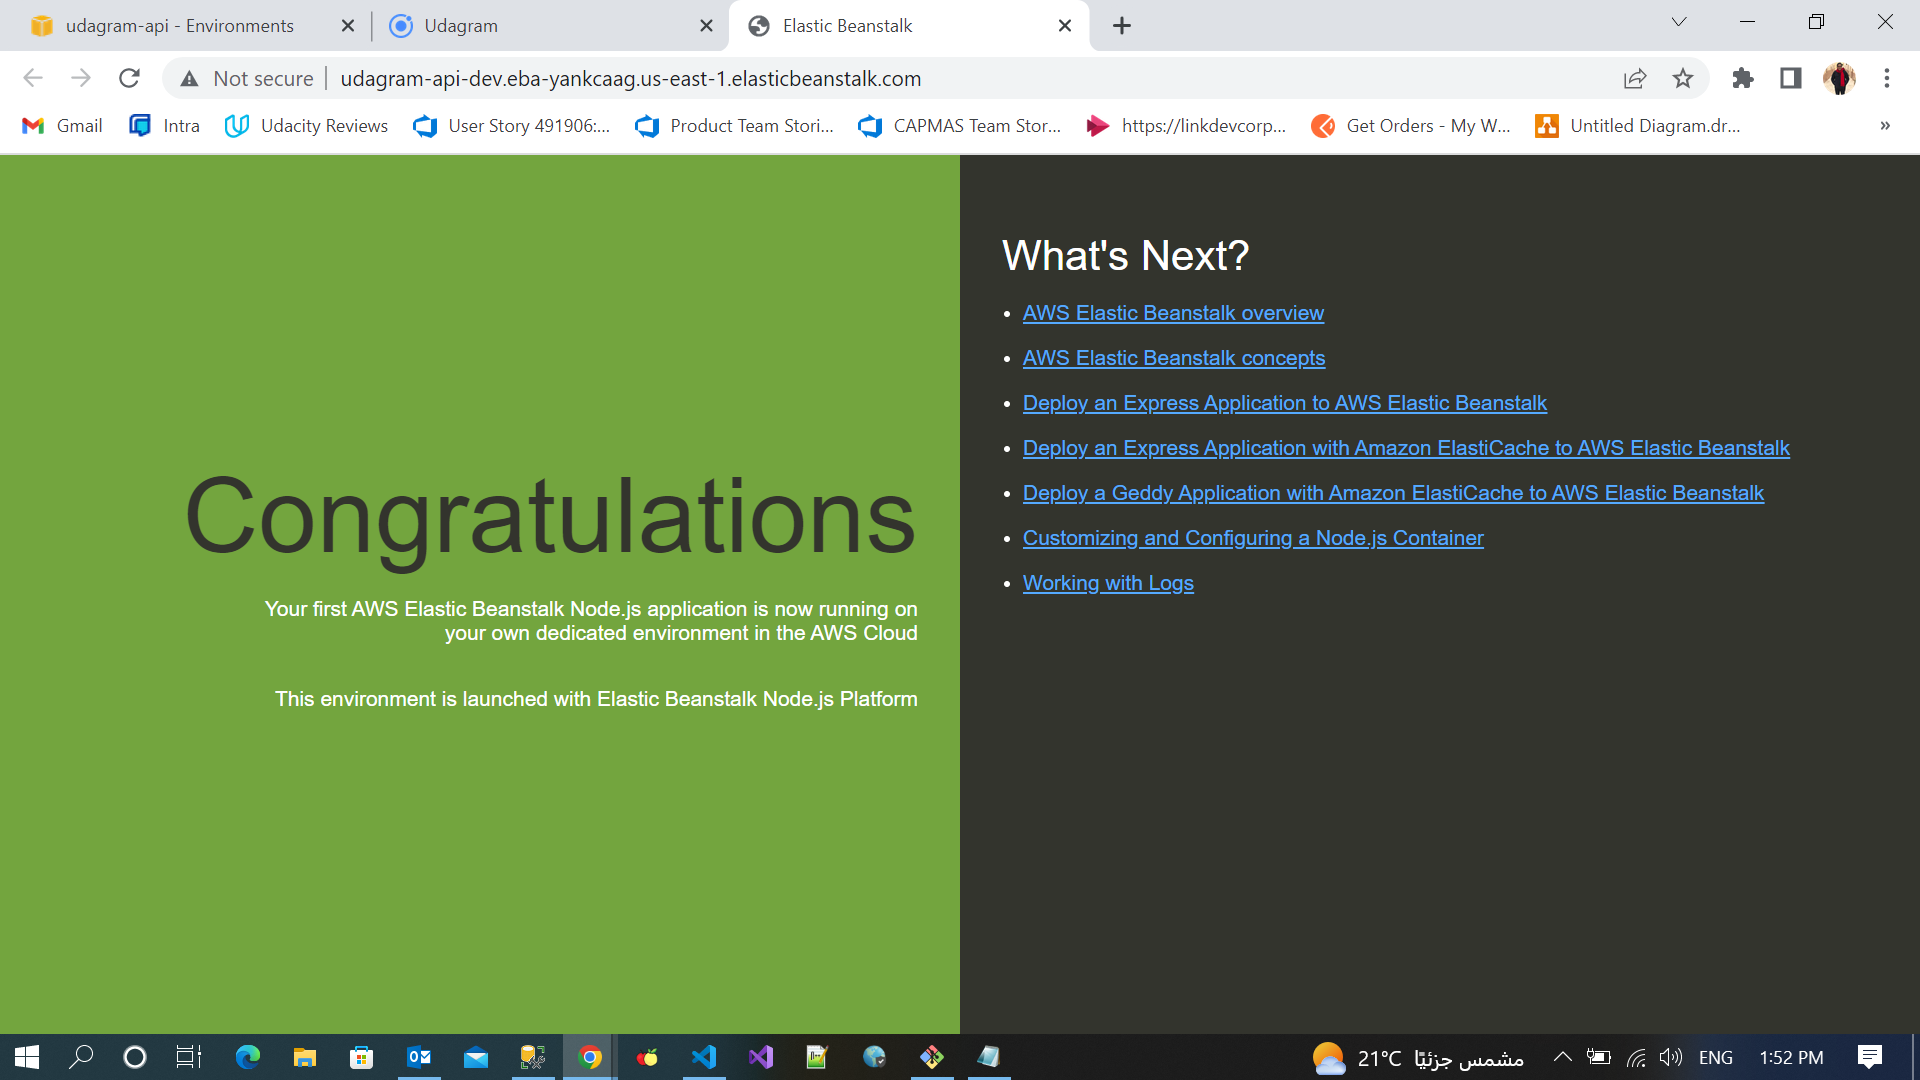 udagram-api - Environments
Udagram
Elastic Beanstalk
Not secure
udagram-api-dev.eba-yankcaag.us-east-1.elasticbeanstalk.com
Gmail
Intra
Udacity Reviews
User Story 491906:...
Product Team Stori...
CAPMAS Team Stor...
https://linkdevcorp...
Get Orders - My W...
Untitled Diagram.dr...
»
Congratulations
Your first AWS Elastic Beanstalk Node.js application is now running on
your own dedicated environment in the AWS Cloud
This environment is launched with Elastic Beanstalk Node.js Platform
What's Next?
• AWS Elastic Beanstalk overview
• AWS Elastic Beanstalk concepts
• Deploy an Express Application to AWS Elastic Beanstalk
• Deploy an Express Application with Amazon ElastiCache to AWS Elastic Beanstalk
• Deploy a Geddy Application with Amazon ElastiCache to AWS Elastic Beanstalk
• Customizing and Configuring a Node.js Container
• Working with Logs
21°C مشمس جزئيًا
ENG
1:52 PM